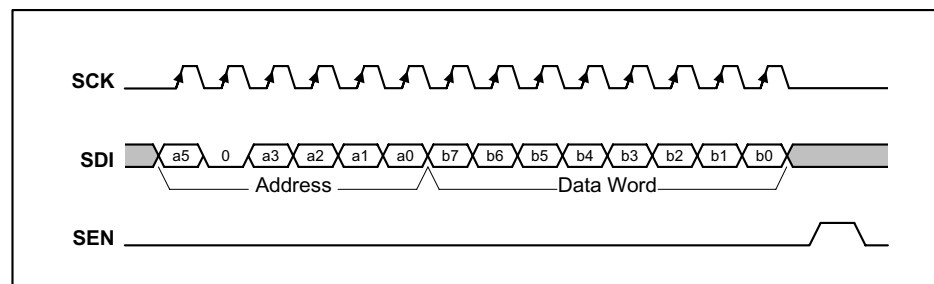 SCK
SDI a5 0 a3 a2 a1 a0 b7 b6 b5 b4 b3 b2 b1 b0
Address Data Word
SEN